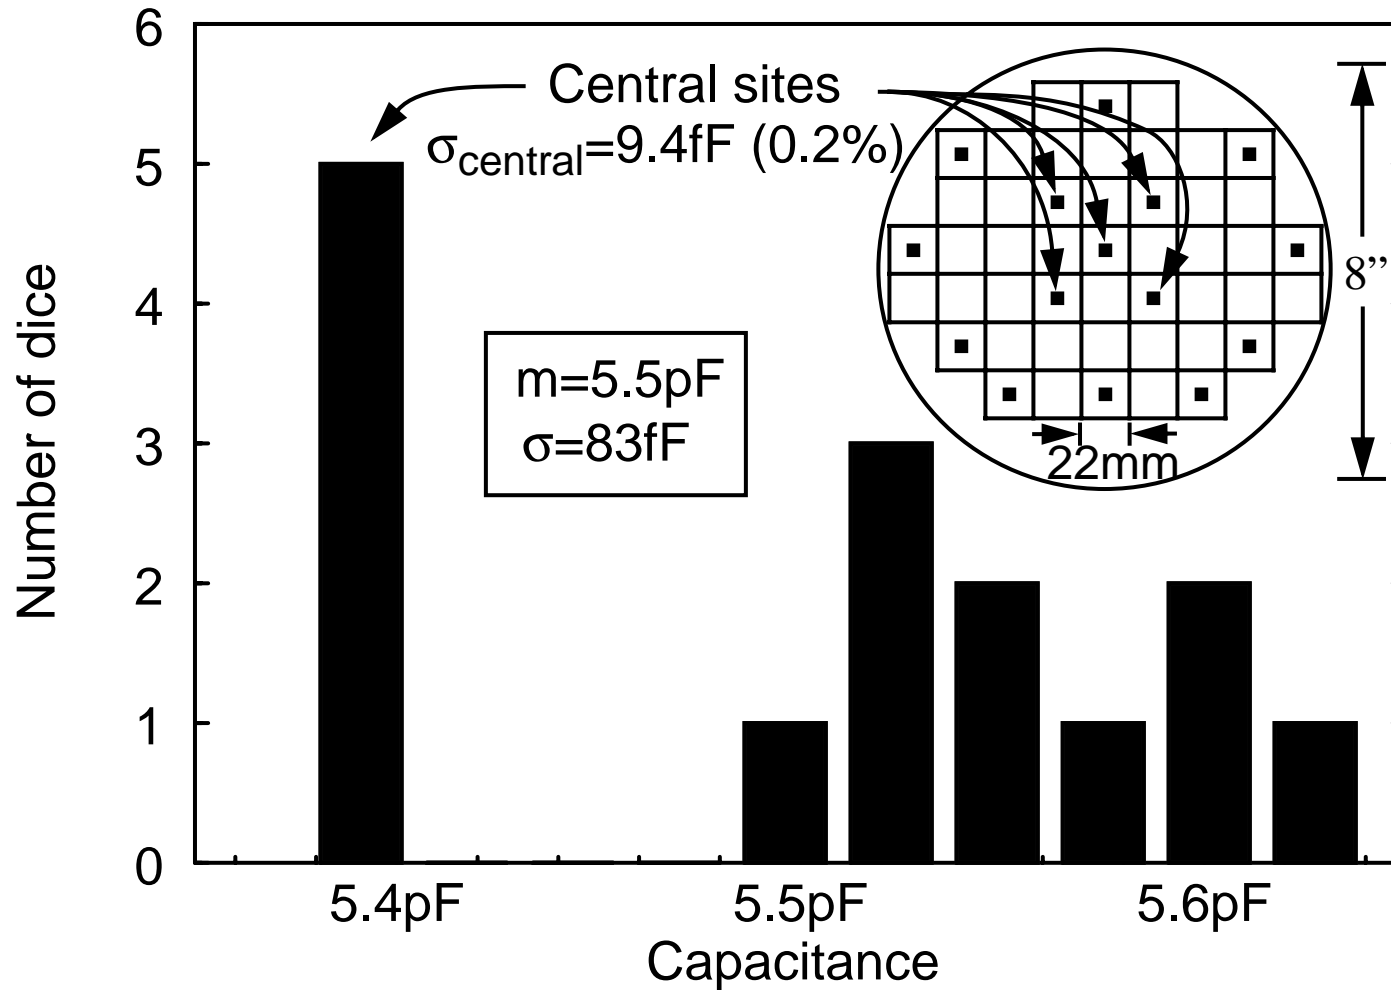 6
5
4
3
2
1
0
Number of dice
Central sites
σcentral=9.4fF (0.2%)
m=5.5pF
σ=83fF
8”
22mm
5.4pF
5.5pF
5.6pF
Capacitance